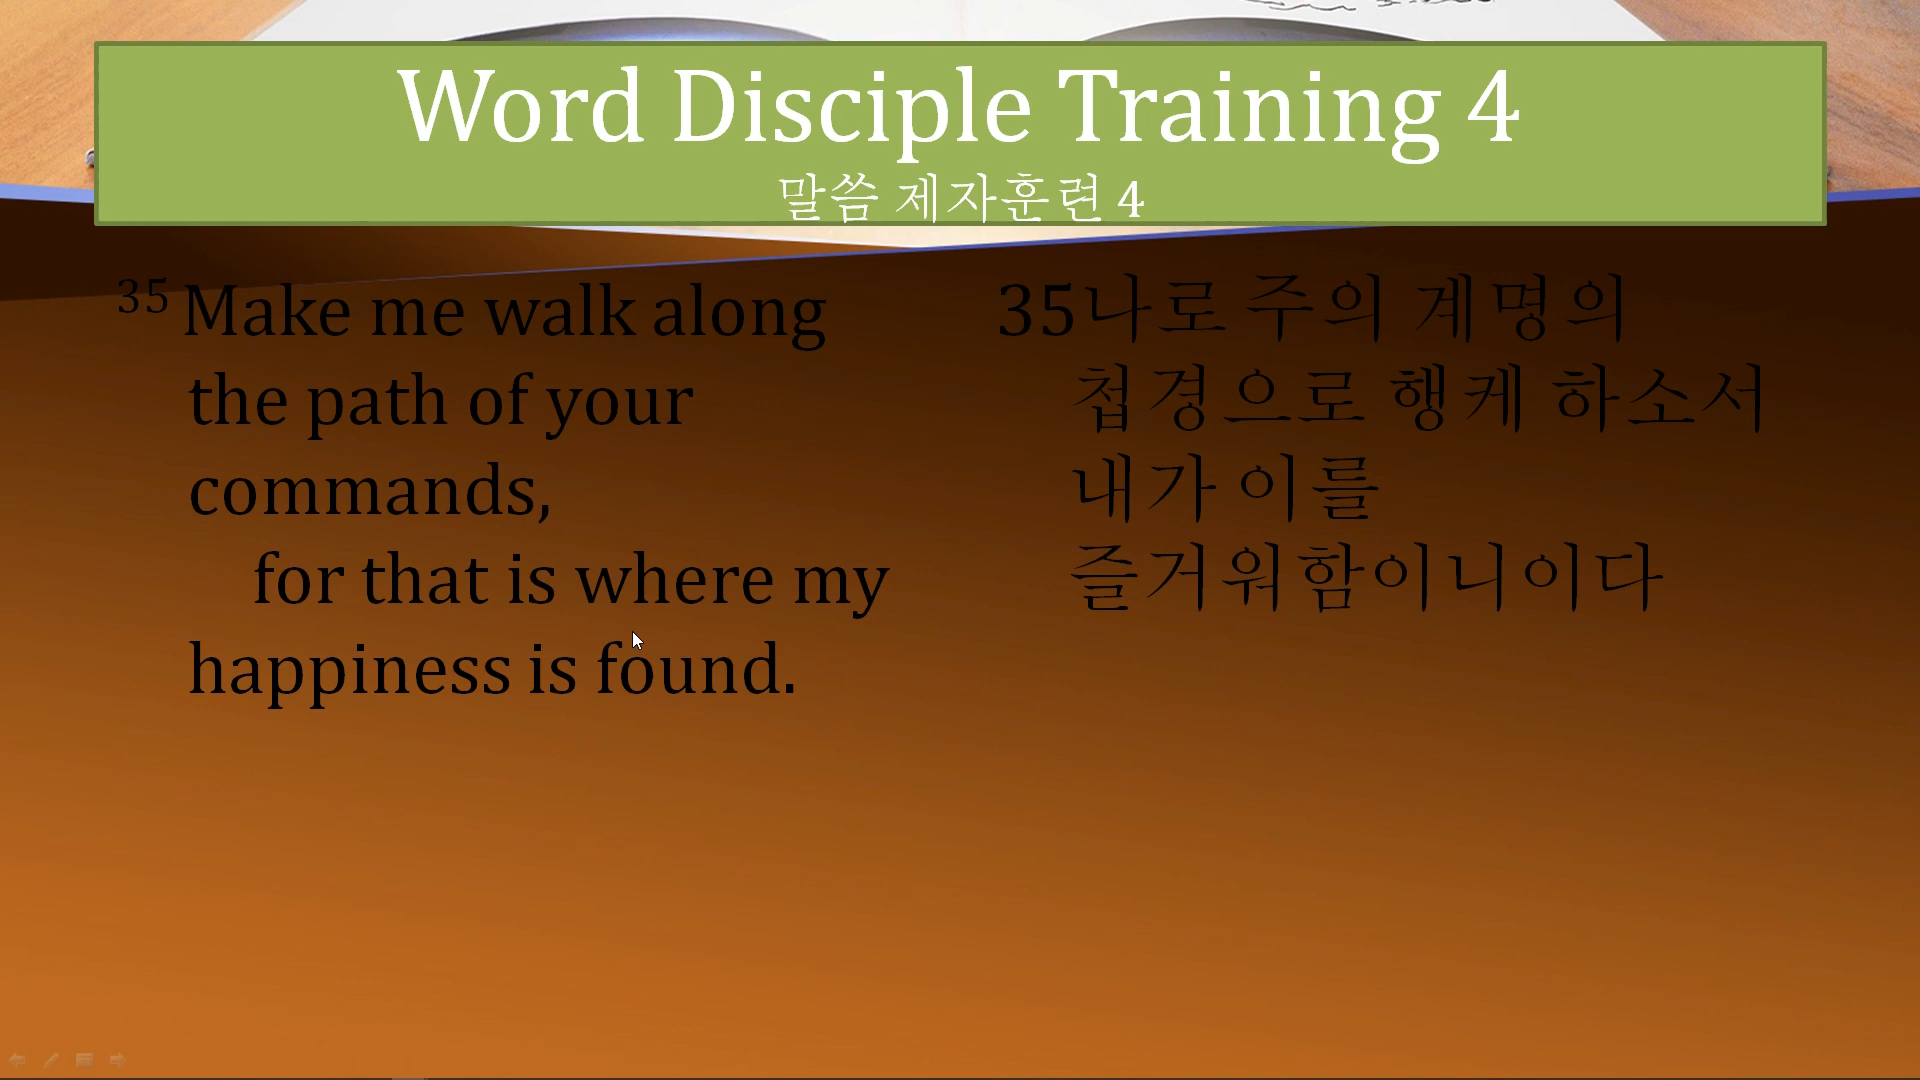 Word Disciple Training 4
말씀 제자훈련 4
35 Make me walk along
the path of your
commands,
for that is where my
happiness is found.
35나로 주의 계명의
첩경으로 행케 하소서
내가 이를
즐거워함이니이다